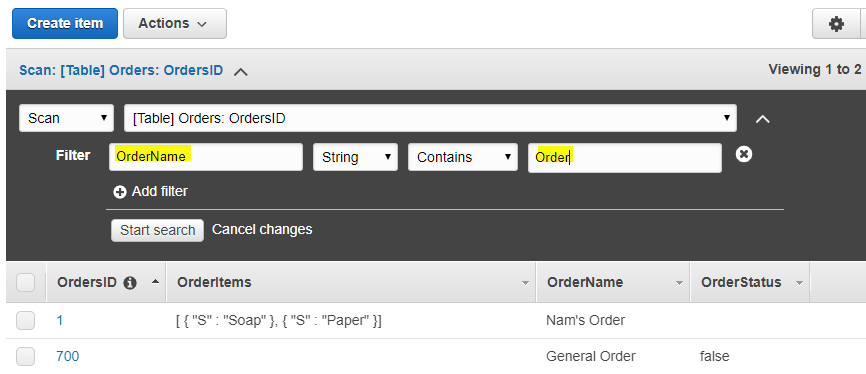 Create item Actions
Scan: [Table] Orders: OrdersID Viewing 1 to 2
Scan [Table] Orders: OrdersID
Filter OrderName String Contains Order
Add filter
Start search Cancel changes
OrdersID OrderItems OrderName OrderStatus
1 [ { "S" : "Soap" }, { "S" : "Paper" }] Nam's Order
700 General Order false